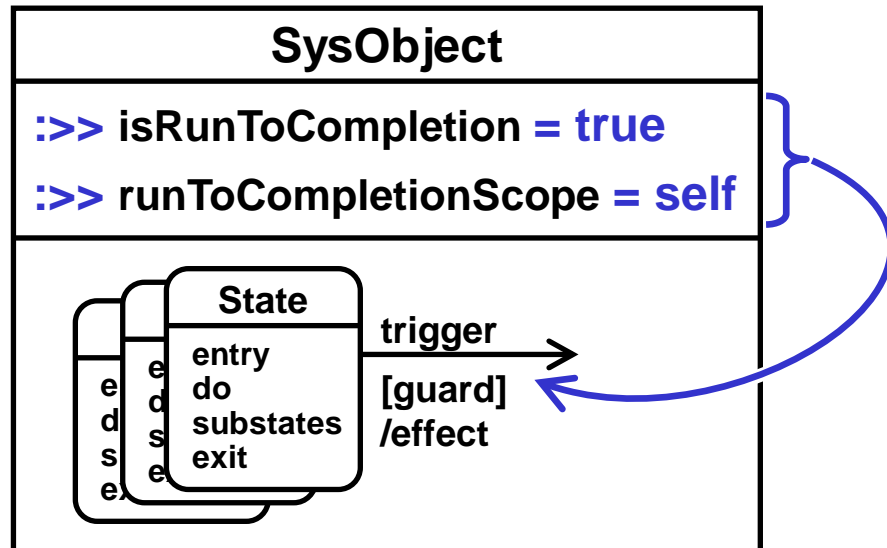 SysObject
:>> isRunToCompletion = true
:>> runToCompletionScope = self
State
entry
do
substates
exit
trigger
[guard]
/effect
e
d
s
e
e
d
s